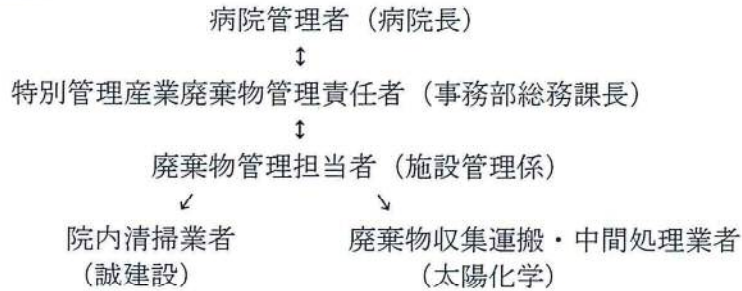 病院管理者（病院長）
↕
特別管理産業廃棄物管理責任者（事務部総務課長）
↕
廃棄物管理担当者（施設管理係）
↙ ↘
院内清掃業者 廃棄物収集運搬・中間処理業者
（誠建設） （太陽化学）